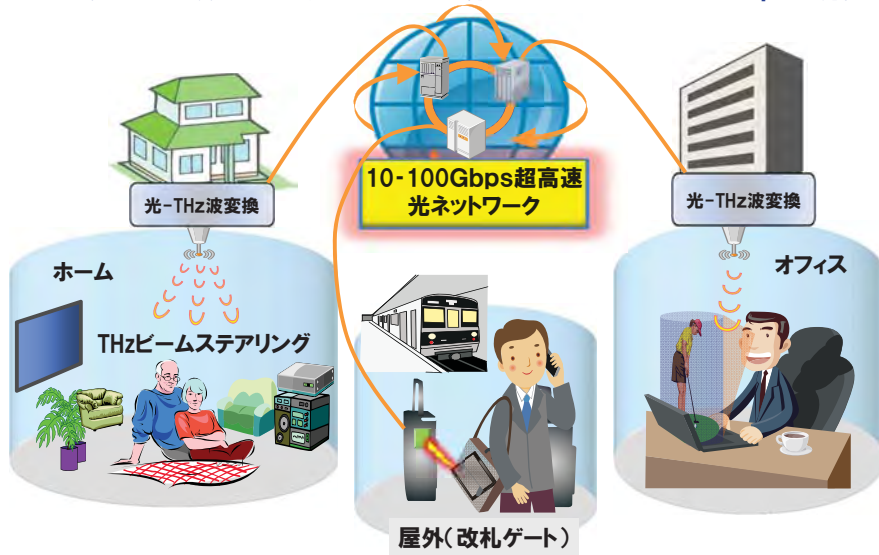 10-100Gbps超高速
光ネットワーク
光-THz波変換
光-THz波変換
ホーム
オフィス
THzビームステアリング
屋外(改札ゲート)